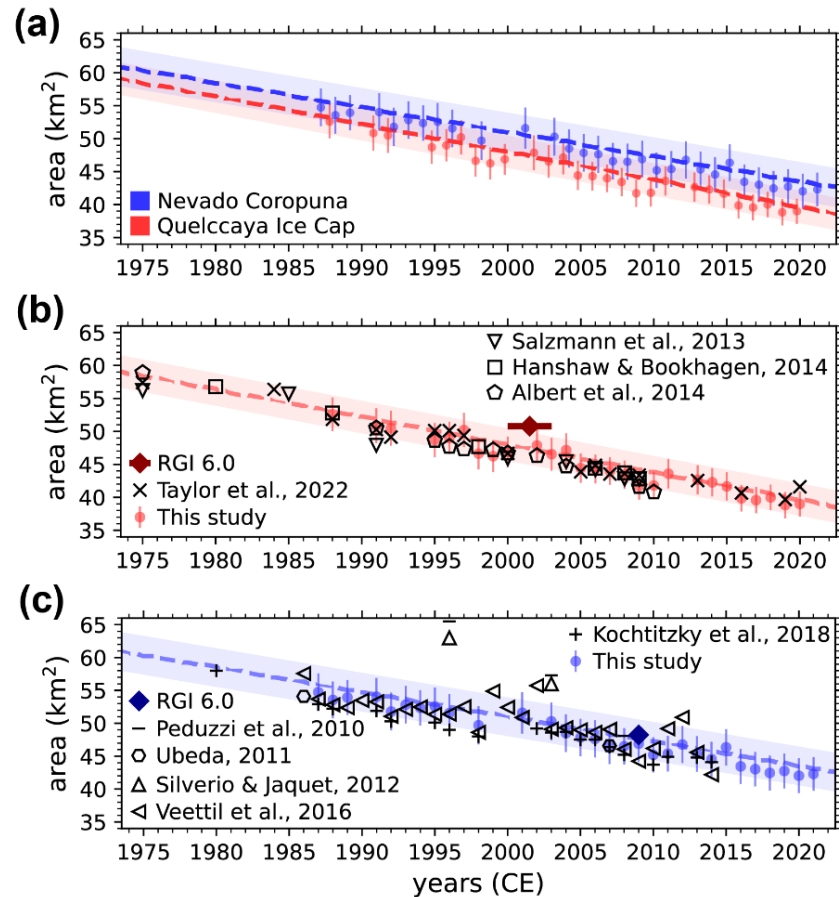 (a)
65
60
55
50
45
40
35
area (km²)
Nevado Coropuna
Quelccaya Ice Cap
1975 1980 1985 1990 1995 2000 2005 2010 2015 2020
(b)
65
60
55
50
45
40
35
area (km²)
Salzmann et al., 2013
Hanshaw & Bookhagen, 2014
Albert et al., 2014
RGI 6.0
Taylor et al., 2022
This study
1975 1980 1985 1990 1995 2000 2005 2010 2015 2020
(c)
65
60
55
50
45
40
35
area (km²)
Kochtitzky et al., 2018
This study
RGI 6.0
Peduzzi et al., 2010
Ubeda, 2011
Silverio & Jaquet, 2012
Veettil et al., 2016
1975 1980 1985 1990 1995 2000 2005 2010 2015 2020
years (CE)